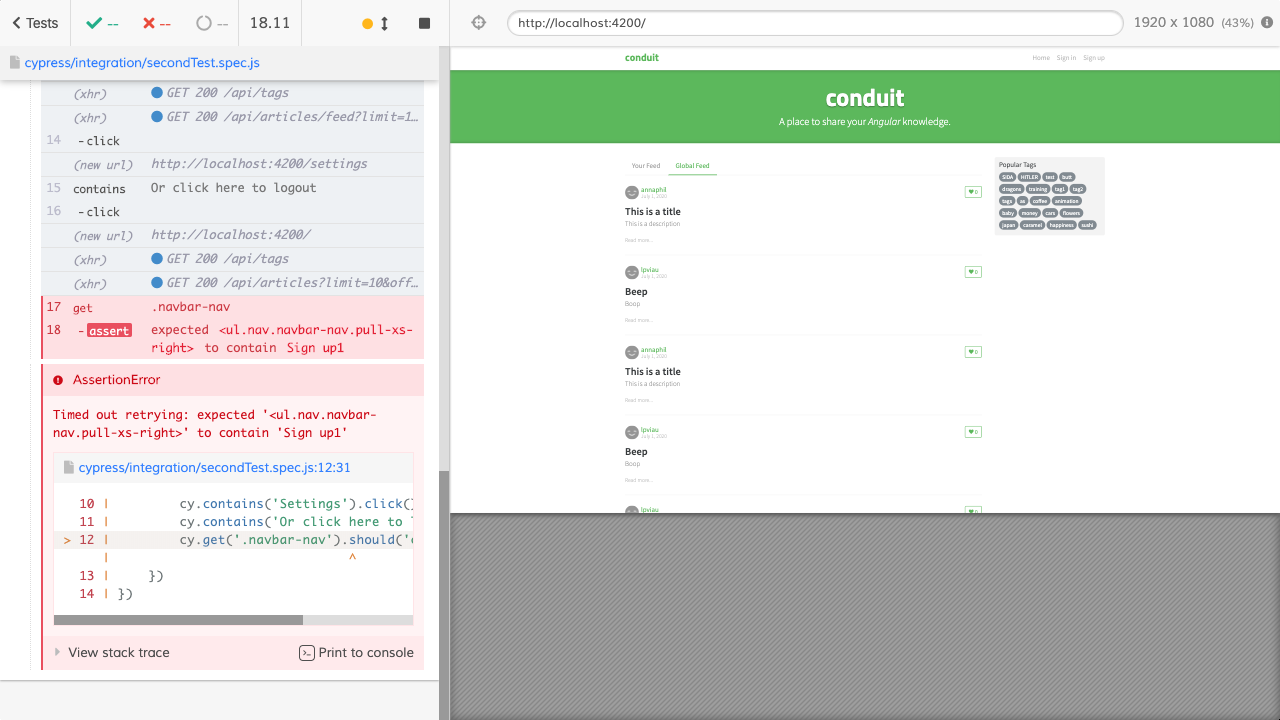 Tests
--
--
--
18.11
http://localhost:4200/
1920 x 1080 (43%)
cypress/integration/secondTest.spec.js
(xhr) GET 200 /api/tags
(xhr) GET 200 /api/articles/feed?limit=1…
14 - click
(new url) http://localhost:4200/settings
15 contains Or click here to logout
16 - click
(new url) http://localhost:4200/
(xhr) GET 200 /api/tags
(xhr) GET 200 /api/articles?limit=10&off…
17 get .navbar-nav
18 - assert expected <ul.nav.navbar-nav.pull-xs-
right> to contain Sign up1
AssertionError
Timed out retrying: expected '<ul.nav.navbar-
nav.pull-xs-right>' to contain 'Sign up1'
cypress/integration/secondTest.spec.js:12:31
10 | cy.contains('Settings').click()
11 | cy.contains('Or click here to
> 12 | cy.get('.navbar-nav').should('c
| ^
13 | })
14 | })
View stack trace
Print to console
conduit
Home Sign in Sign up
conduit
A place to share your Angular knowledge.
Your Feed Global Feed
annaphil
July 1, 2020
0
This is a title
This is a description
Read more...
lpviau
July 1, 2020
0
Beep
Boop
Read more...
annaphil
July 1, 2020
0
This is a title
This is a description
Read more...
lpviau
July 1, 2020
0
Beep
Boop
Read more...
lpviau
0
Popular Tags
SIDA HITLER test butt
dragons training tag1 tag2
tags as coffee animation
baby money cars flowers
japan caramel happiness sushi